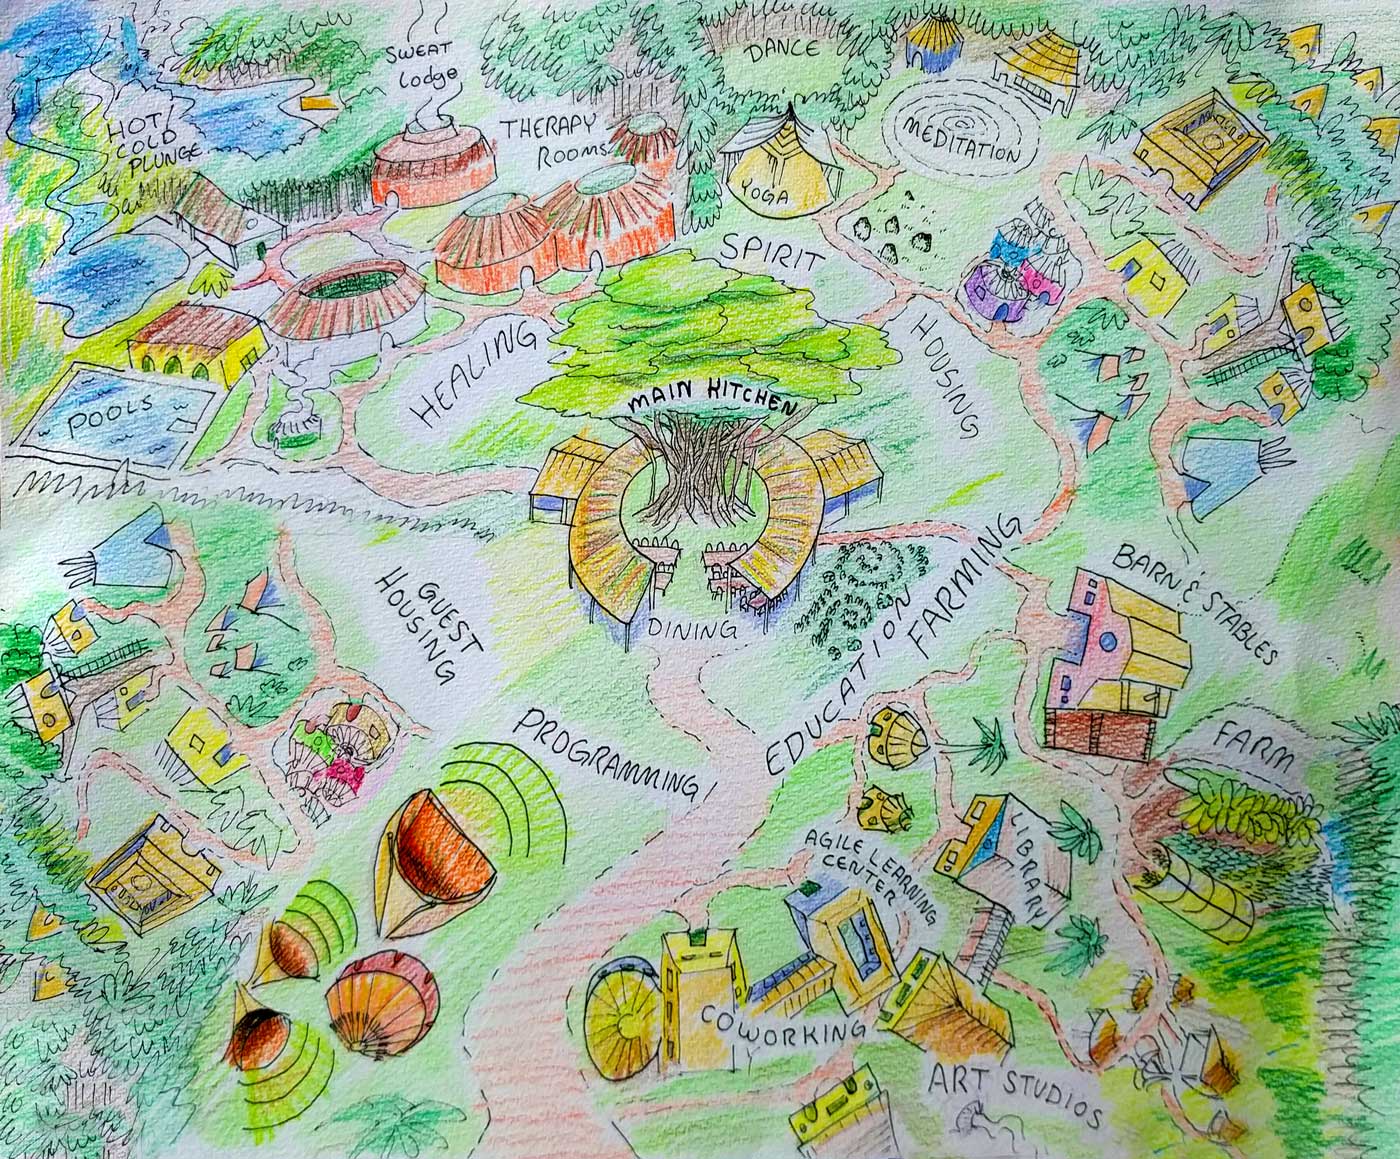 SWEAT
Lodge
DANCE
HOT/
COLD
PLUNGE
THERAPY
ROOMS
MEDITATION
YOGA
SPIRIT
HEALING
HOUSING
MAIN KITCHEN
POOLS
DINING
GUEST
HOUSING
EDUCATION
FARMING
BARN & STABLES
PROGRAMMING
FARM
AGILE LEARNING
CENTER
LIBRARY
COWORKING
ART STUDIOS